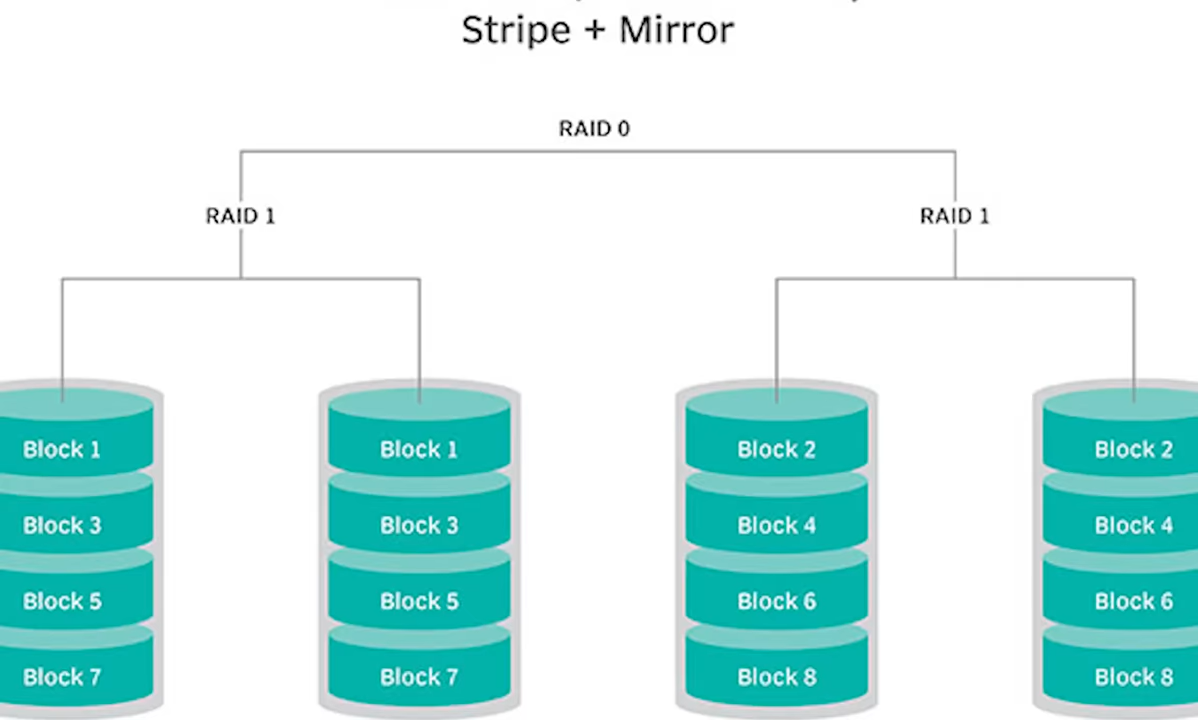 Stripe + Mirror
RAID 0
RAID 1 RAID 1
Block 1 Block 1 Block 2 Block 2
Block 3 Block 3 Block 4 Block 4
Block 5 Block 5 Block 6 Block 6
Block 7 Block 7 Block 8 Block 8